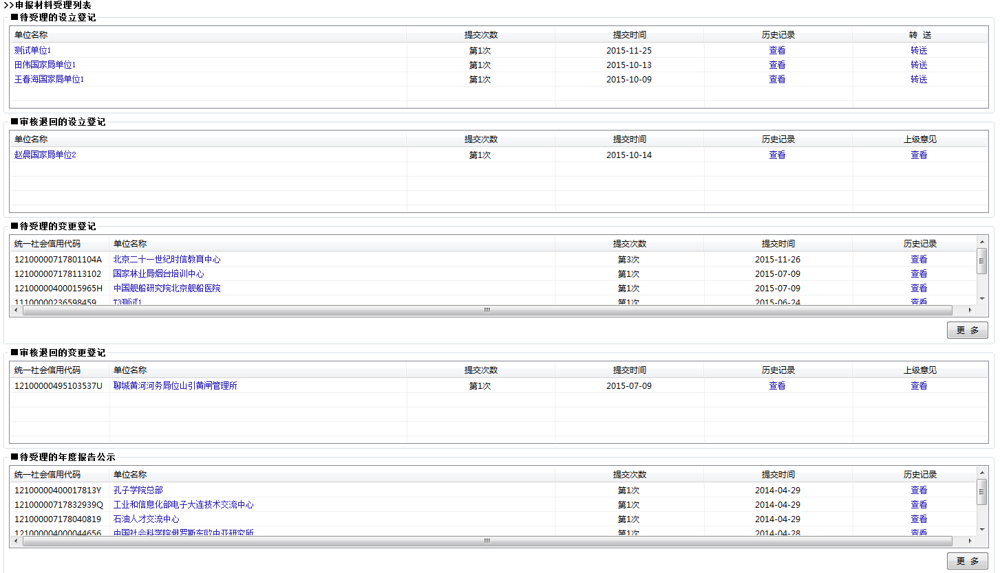 >>申报材料受理列表
■待受理的设立登记
单位名称 提交次数 提交时间 历史记录 转 送
测试单位1 第1次 2015-11-25 查看 转送
田伟国家局单位1 第1次 2015-10-13 查看 转送
王春海国家局单位1 第1次 2015-10-09 查看 转送
■审核退回的设立登记
单位名称 提交次数 提交时间 历史记录 上级意见
赵晨国家局单位2 第1次 2015-10-14 查看 查看
■待受理的变更登记
统一社会信用代码 单位名称 提交次数 提交时间 历史记录
12100000717801104A 北京二十一世纪时信教育中心 第3次 2015-11-26 查看
121000007178113102 国家林业局烟台培训中心 第1次 2015-07-09 查看
12100000400015965H 中国舰船研究院北京舰船医院 第1次 2015-07-09 查看
11100000236598459 T3测试1 第1次 2015-06-24 查看
更 多
■审核退回的变更登记
统一社会信用代码 单位名称 提交次数 提交时间 历史记录 上级意见
12100000495103537U 聊城黄河河务局位山引黄闸管理所 第1次 2015-07-09 查看 查看
■待受理的年度报告公示
统一社会信用代码 单位名称 提交次数 提交时间 历史记录
12100000400017813Y 孔子学院总部 第1次 2014-04-29 查看
12100000717832939Q 工业和信息化部电子大连技术交流中心 第1次 2014-04-29 查看
121000007178040819 石油人才交流中心 第1次 2014-04-29 查看
121000004000044656 中国社会科学院俄罗斯东欧中亚研究所 第1次 2014-04-28 查看
更 多